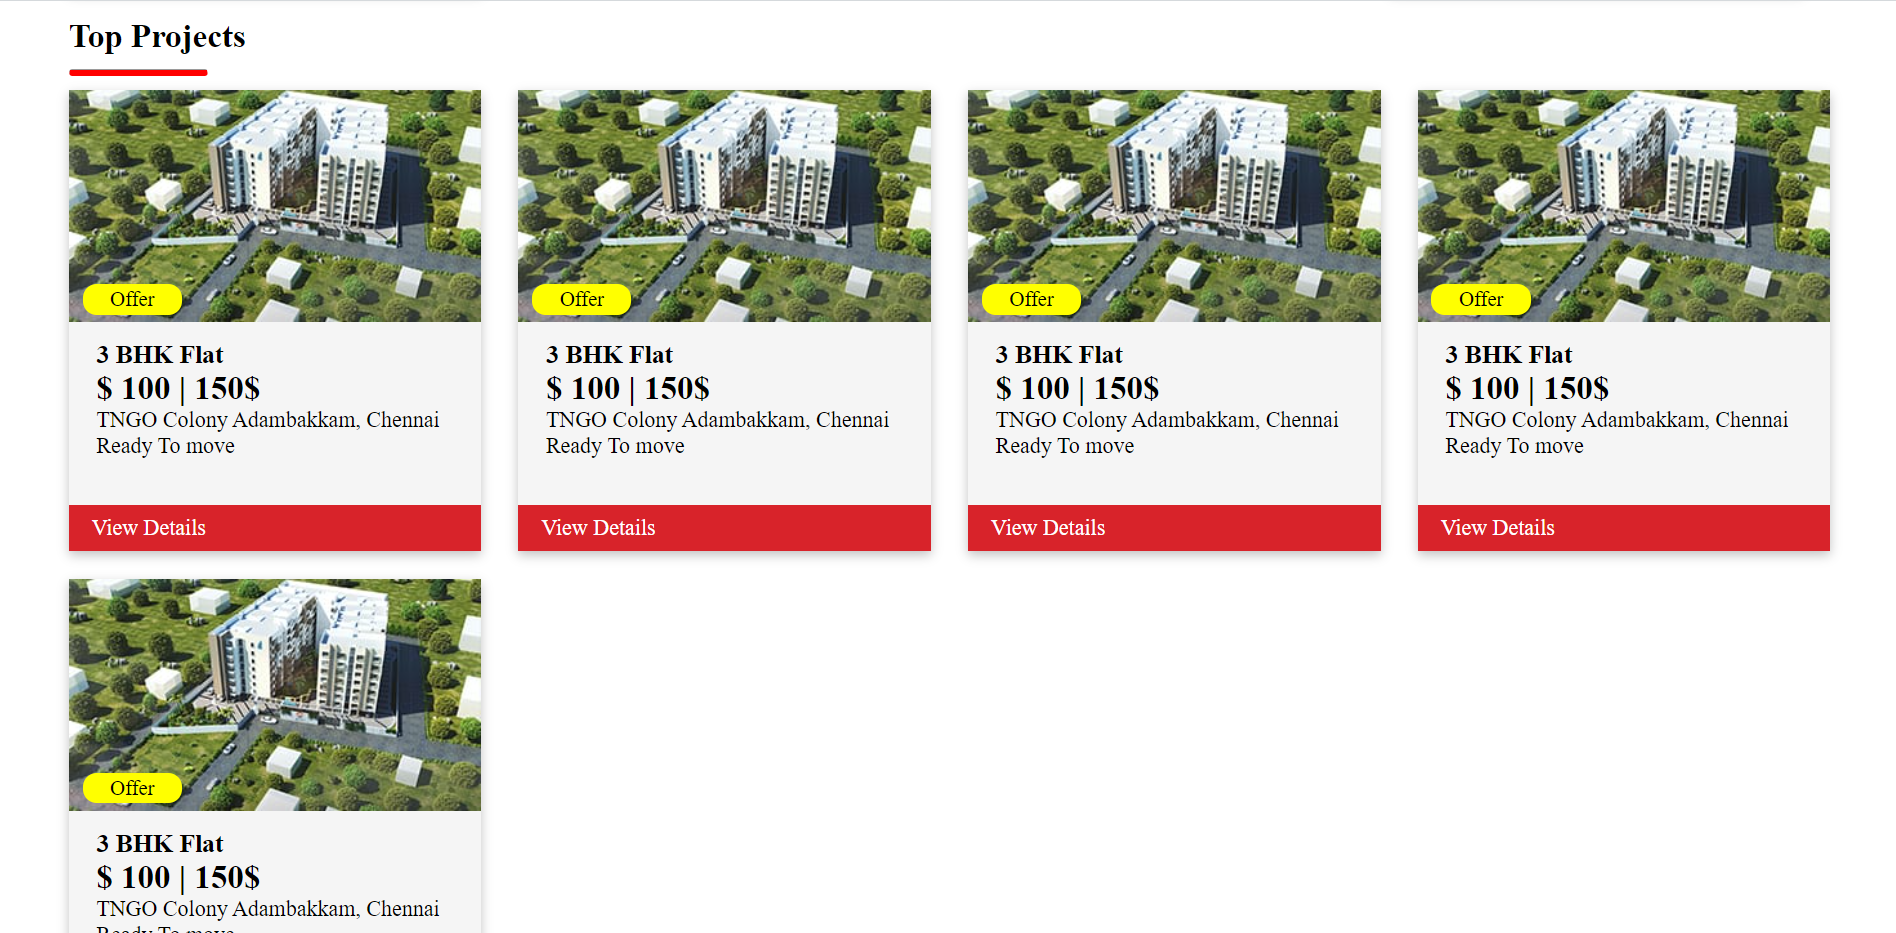 Top Projects
Offer
3 BHK Flat
$ 100 | 150$
TNGO Colony Adambakkam, Chennai
Ready To move
View Details
Offer
3 BHK Flat
$ 100 | 150$
TNGO Colony Adambakkam, Chennai
Ready To move
View Details
Offer
3 BHK Flat
$ 100 | 150$
TNGO Colony Adambakkam, Chennai
Ready To move
View Details
Offer
3 BHK Flat
$ 100 | 150$
TNGO Colony Adambakkam, Chennai
Ready To move
View Details
Offer
3 BHK Flat
$ 100 | 150$
TNGO Colony Adambakkam, Chennai
Ready To move